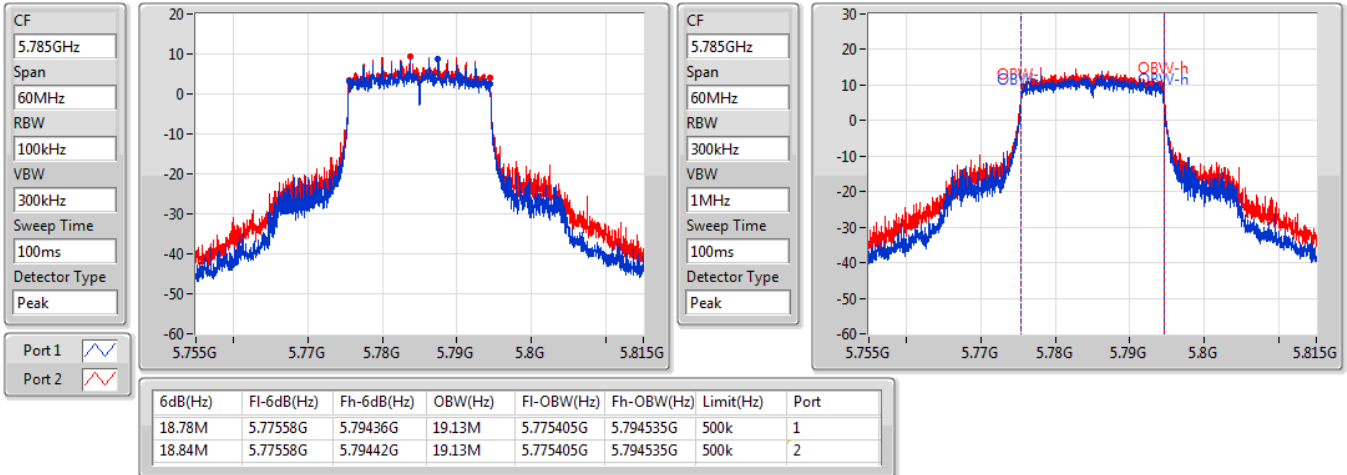 CF
5.785GHz
Span
60MHz
RBW
100kHz
VBW
300kHz
Sweep Time
100ms
Detector Type
Peak
Port 1
Port 2
20
10
0
-10
-20
-30
-40
-50
-60
5.755G 5.77G 5.78G 5.79G 5.8G 5.815G
CF
5.785GHz
Span
60MHz
RBW
300kHz
VBW
1MHz
Sweep Time
100ms
Detector Type
Peak
30
20
10
0
-10
-20
-30
-40
-50
-60
OBW-h
OBW-h
5.755G 5.77G 5.78G 5.79G 5.8G 5.815G
6dB(Hz) Fl-6dB(Hz) Fh-6dB(Hz) OBW(Hz) Fl-OBW(Hz) Fh-OBW(Hz) Limit(Hz) Port
18.78M 5.77558G 5.79436G 19.13M 5.775405G 5.794535G 500k 1
18.84M 5.77558G 5.79442G 19.13M 5.775405G 5.794535G 500k 2